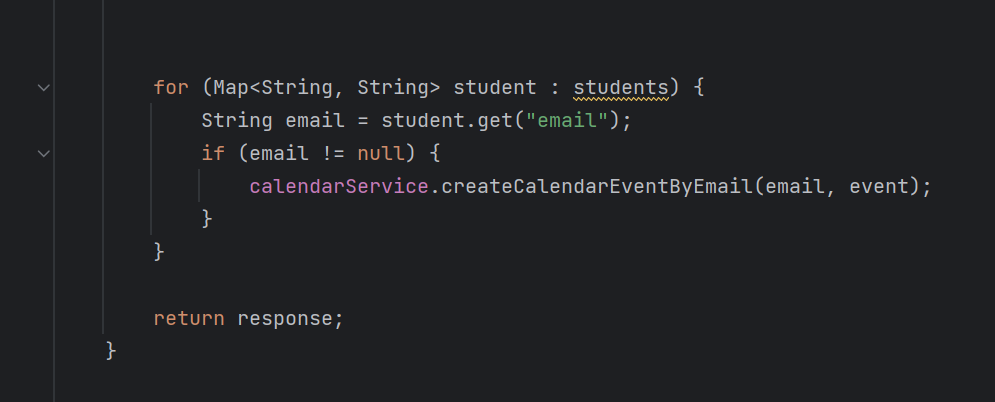 for (Map<String, String> student : students) {
String email = student.get("email");
if (email != null) {
calendarService.createCalendarEventByEmail(email, event);
}
}
return response;
}